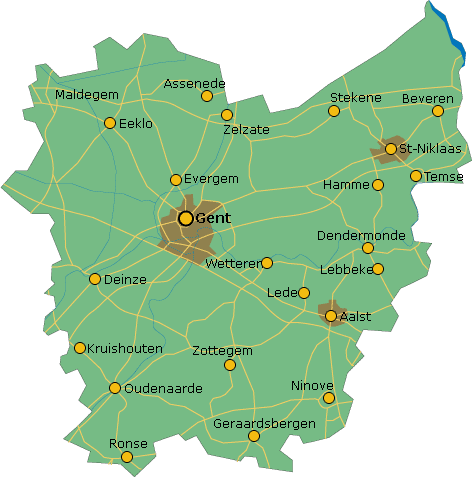 Assenede
Maldegem
Stekene
Beveren
Eeklo
Zelzate
St-Niklaas
Evergem
Hamme
Temse
Gent
Dendermonde
Wetteren
Lebbeke
Deinze
Lede
Aalst
Kruishouten
Zottegem
Oudenaarde
Ninove
Geraardsbergen
Ronse